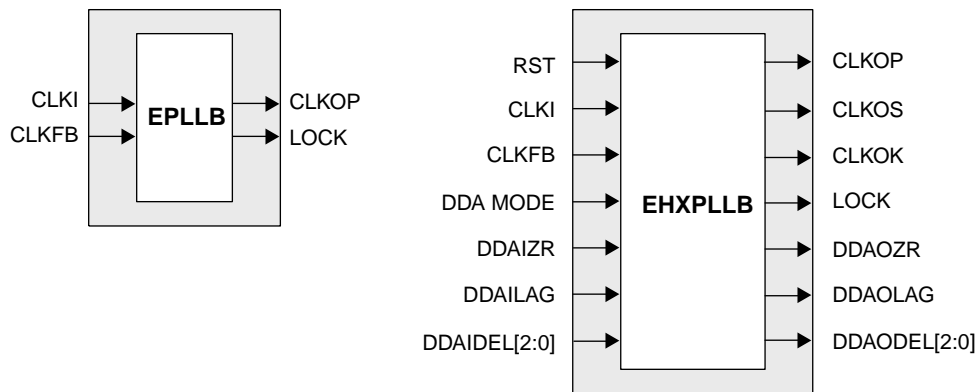 CLKI
CLKFB
EPLLB
CLKOP
LOCK
RST
CLKI
CLKFB
DDA MODE
DDAIZR
DDAILAG
DDAIDEL[2:0]
EHXPLLB
CLKOP
CLKOS
CLKOK
LOCK
DDAOZR
DDAOLAG
DDAODEL[2:0]